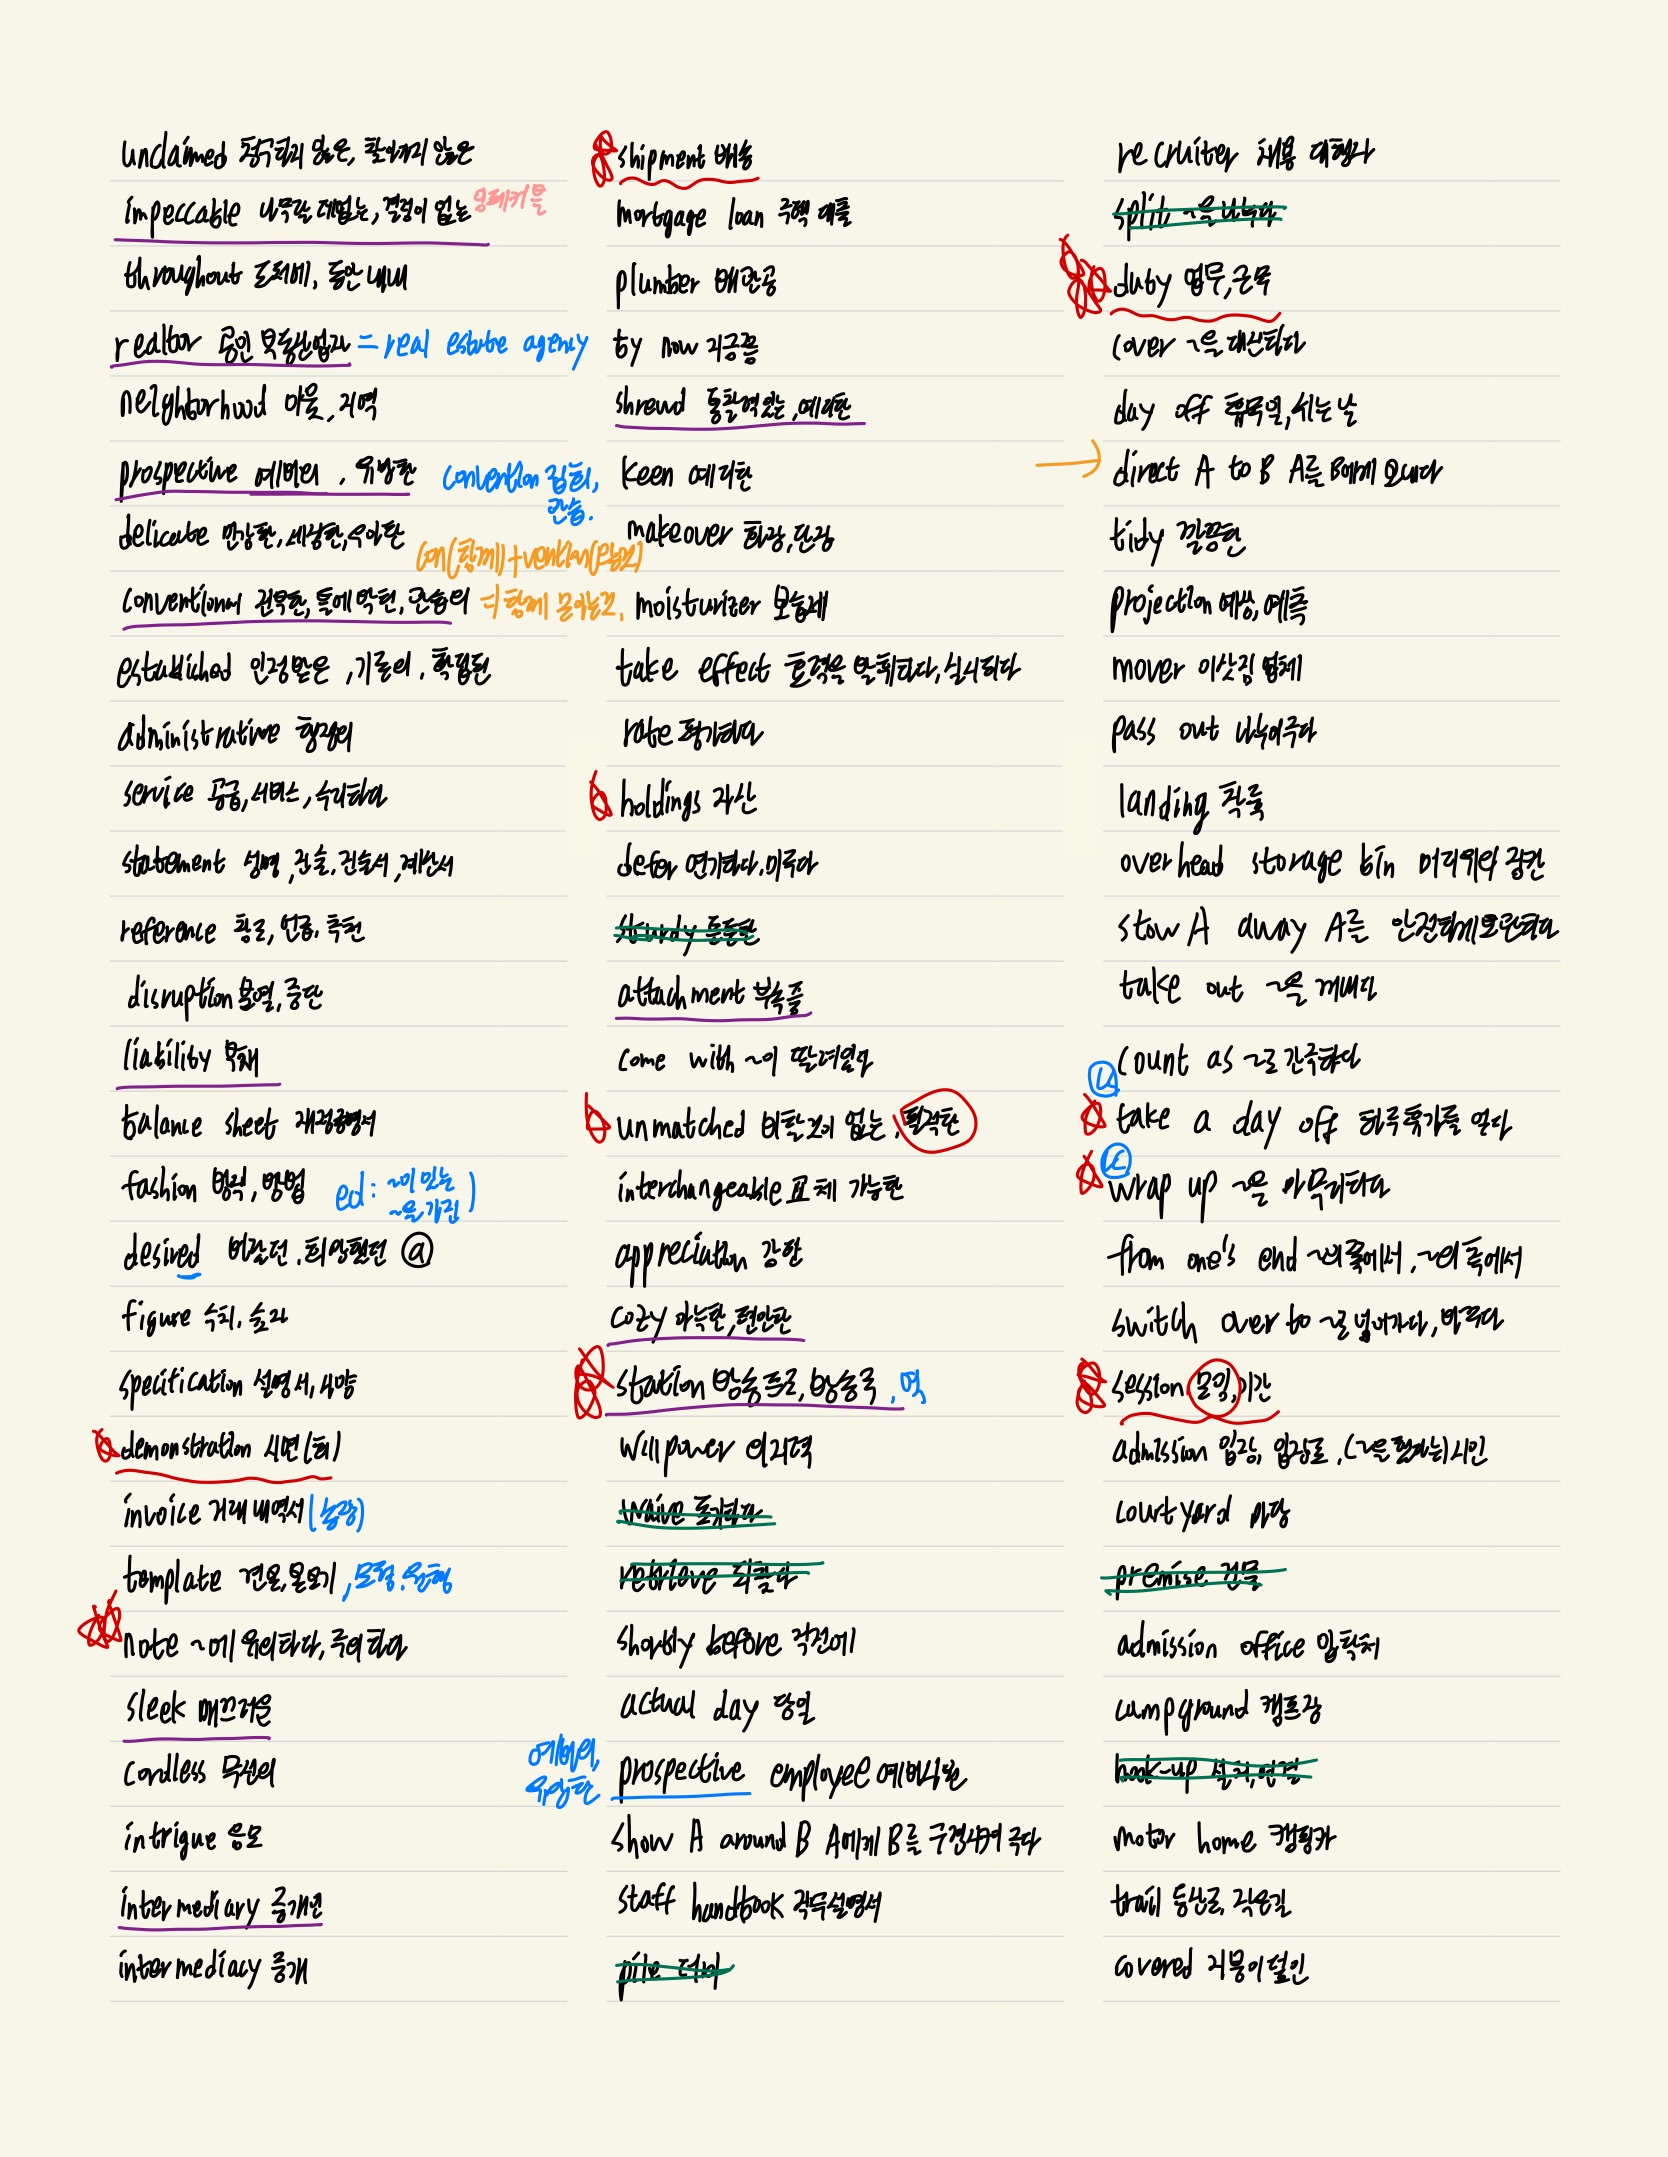 unclaimed 청구되지 않은, 찾아가지 않은
impeccable 나무랄 데없는, 결점이 없는 임페커블
throughout 도처에, 동안 내내
realtor 공인 부동산업자 = real estate agency
neighborhood 마을, 지역
prospective 예비의, 유망한
convention 집회,
관습.
delicate 연약한, 세심한, 우아한
con(함께)+vention(
conventional 진부한, 틀에 박힌, 관습의 => 함께 모이는것.
established 인정받은, 기존의, 확립된
administrative 행정의
service 공급, 서비스, 수리하다
statement 성명, 진술, 진술서, 계산서
reference 참고, 언급, 추천
disruption 분열, 중단
liability 부채
balance sheet 재정증명서
fashion 방식, 방법
ed: ~이 있는
~을 가진)
desired 바랐던, 희망했던 ⓐ
figure 수치, 숫자
specification 설명서, 사양
demonstration 시연(회)
invoice 거래 내역서 (송장)
template 견본, 본보기, 모형, 원형
note ~에 유의하다, 주의하다
sleek 매끄러운
cordless 무선의
intrigue 음모
intermediary 중개인
intermediacy 중개
shipment 배송
mortgage loan 주택 대출
plumber 배관공
by now 지금쯤
shrewd 통찰력있는, 예리한
keen 예리한
makeover 화장, 단장
moisturizer 보습제
take effect 효력을 발휘하다, 실시되다
rate 평가하다
holdings 자산
defer 연기하다, 미루다
sturdy 튼튼한
attachment 부속품
come with ~이 딸려있다
unmatched 비할것이 없는, 필적한
interchangeable 교체 가능한
appreciation 감탄
cozy 아늑한, 편안한
station 방송프로, 방송국, 역
willpower 의지력
waive 포기하다
retrieve 되찾다
shortly before 직전에
actual day 당일
예비의,
유망한
prospective employee 예비직원
show A around B A에게 B를 구경시켜 주다
staff handbook 직무설명서
pile 더미
recruiter 채용 대행자
split ~을 나누다
duty 업무, 근무
cover ~을 대신하다
day off 휴무일, 쉬는 날
direct A to B A를 B에게 보내다
tidy 깔끔한
projection 예상, 예측
mover 이삿짐 업체
pass out 나눠주다
landing 착륙
overhead storage bin 머리위의 짐칸
stow A away A를 안전하게보관하다
take out ~을 꺼내다
count as ~로 간주하다
take a day off 하루휴가를 얻다
wrap up ~을 마무리하다
from one's end ~의 쪽에서, ~의 측에서
switch over to ~로 넘어가다, 바꾸다
session 모임, 기간
admission 입장, 입장료, (~을 했다는)시인
courtyard 마당
premise 건물
admission office 입학처
campground 캠프장
hook-up 설치, 연결
motor home 캠핑카
trail 등산로, 작은길
covered 지붕이 덮인